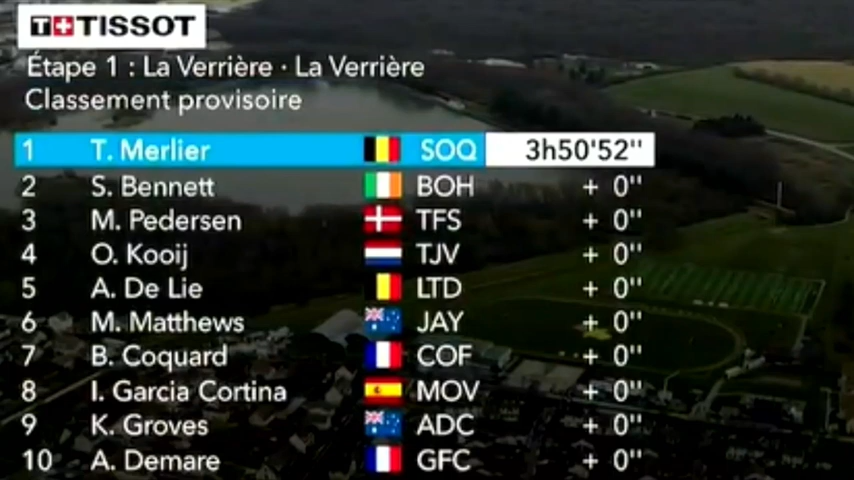 T+TISSOT
Étape 1 : La Verrière · La Verrière
Classement provisoire
1 T. Merlier SOQ 3h50'52"
2 S. Bennett BOH + 0"
3 M. Pedersen TFS + 0"
4 O. Kooij TJV + 0"
5 A. De Lie LTD + 0"
6 M. Matthews JAY + 0"
7 B. Coquard COF + 0"
8 I. Garcia Cortina MOV + 0"
9 K. Groves ADC + 0"
10 A. Demare GFC + 0"